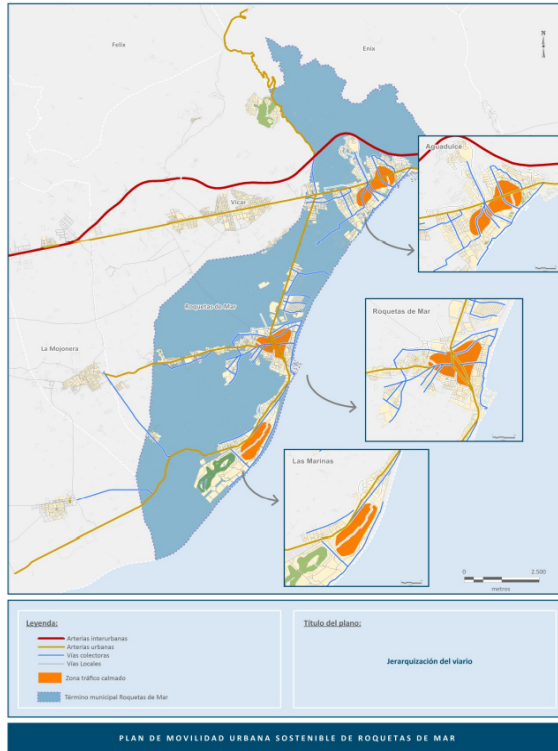 Felix
Enix
Aguadulce
Vícar
Roquetas de Mar
Roquetas de Mar
La Mojonera
Las Marinas
0 2.500
metros
Leyenda:
Arterias interurbanas
Arterias urbanas
Vías colectoras
Vías Locales
Zona tráfico calmado
Término municipal Roquetas de Mar
Título del plano:
Jerarquización del viario
PLAN DE MOVILIDAD URBANA SOSTENIBLE DE ROQUETAS DE MAR